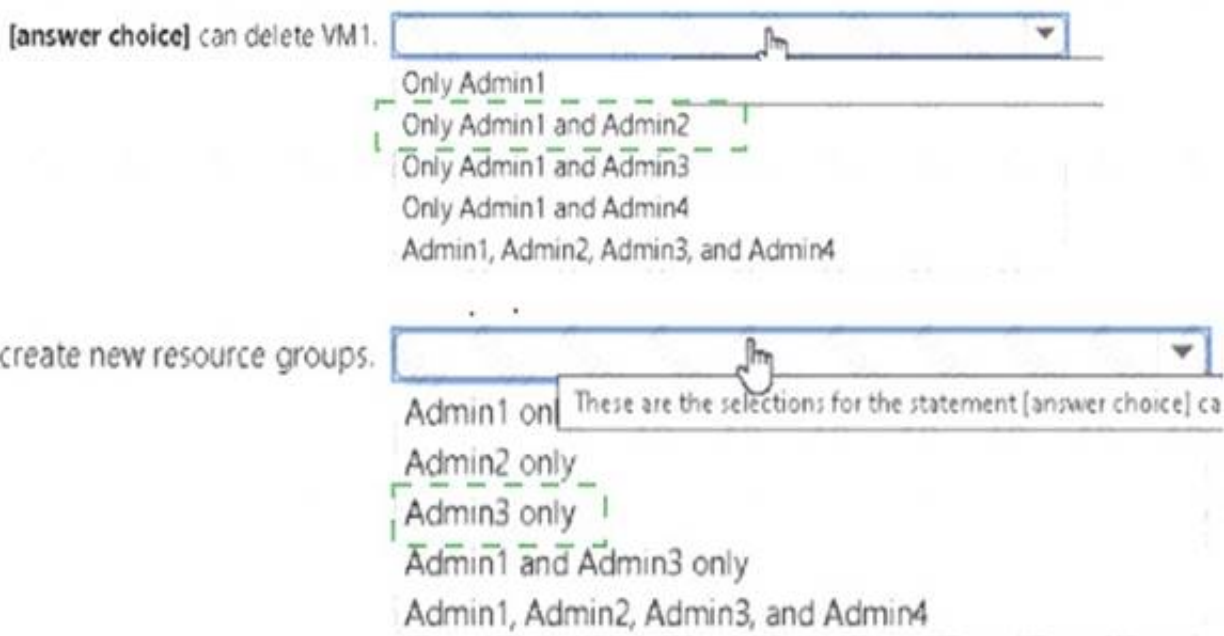 [answer choice] can delete VM1.
Only Admin1
Only Admin1 and Admin2
Only Admin1 and Admin3
Only Admin1 and Admin4
Admin1, Admin2, Admin3, and Admin4
create new resource groups.
These are the selections for the statement [answer choice] ca
Admin1 onl
Admin2 only
Admin3 only
Admin1 and Admin3 only
Admin1, Admin2, Admin3, and Admin4